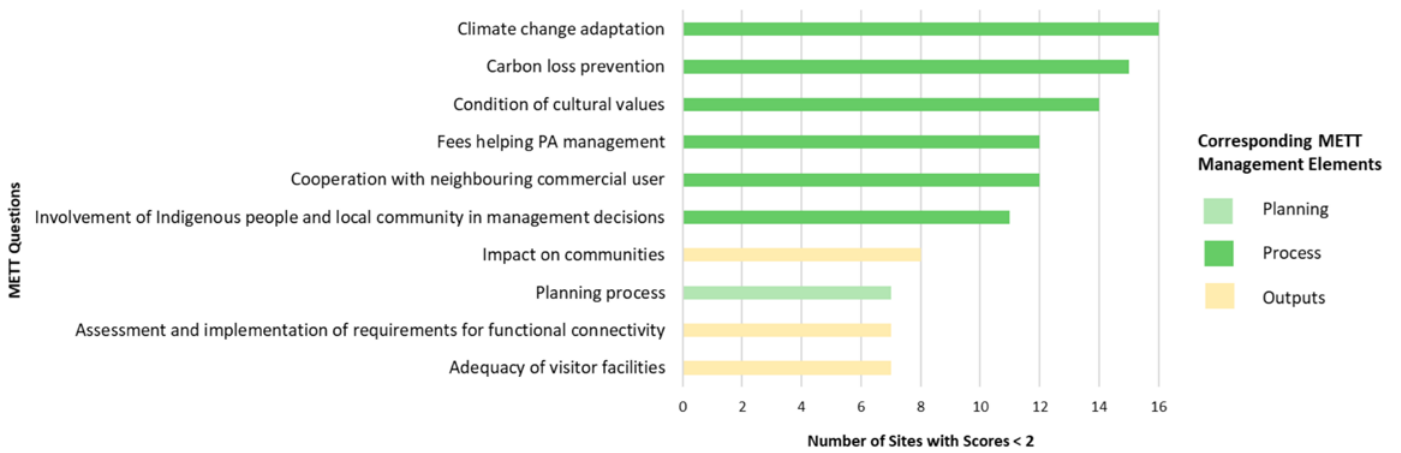 METT Questions
Climate change adaptation
Carbon loss prevention
Condition of cultural values
Fees helping PA management
Cooperation with neighbouring commercial user
Involvement of Indigenous people and local community in management decisions
Impact on communities
Planning process
Assessment and implementation of requirements for functional connectivity
Adequacy of visitor facilities
0 2 4 6 8 10 12 14 16
Number of Sites with Scores < 2
Corresponding METT
Management Elements
Planning
Process
Outputs